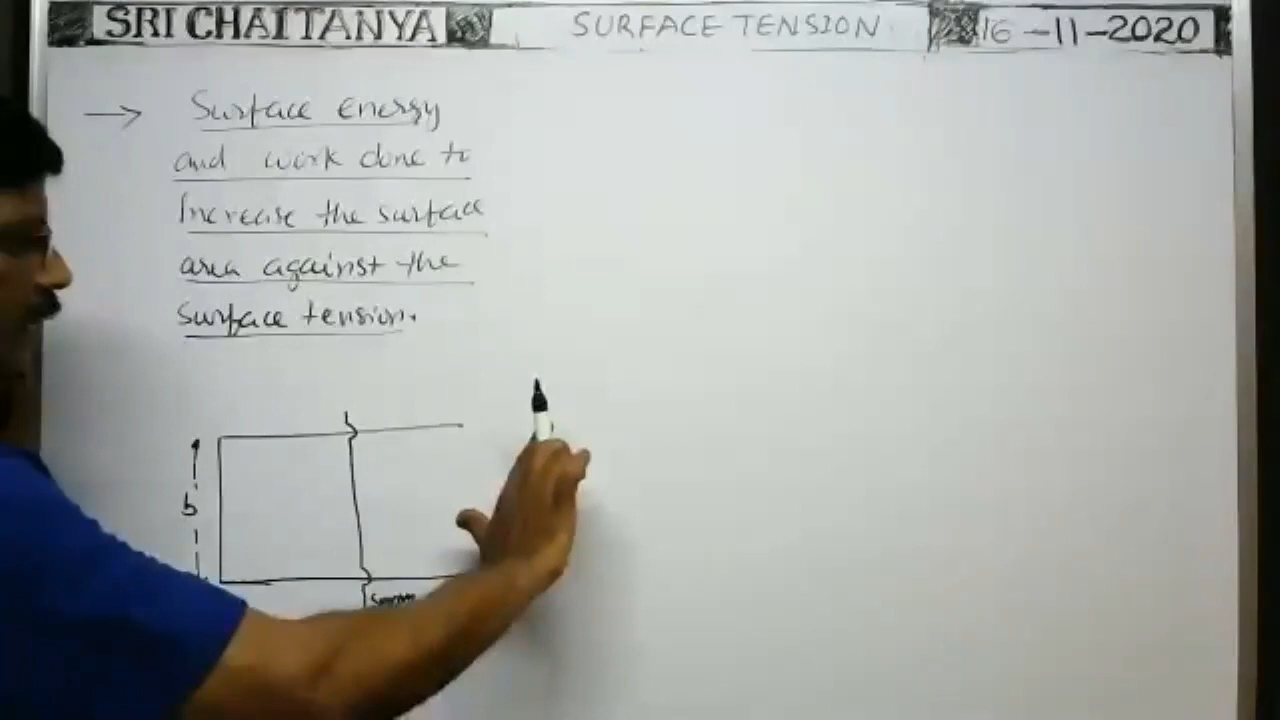 SRI CHAITANYA SURFACE TENSION 16-11-2020
→ Surface energy
and work done to
Increase the surface
area against the
surface tension.
b